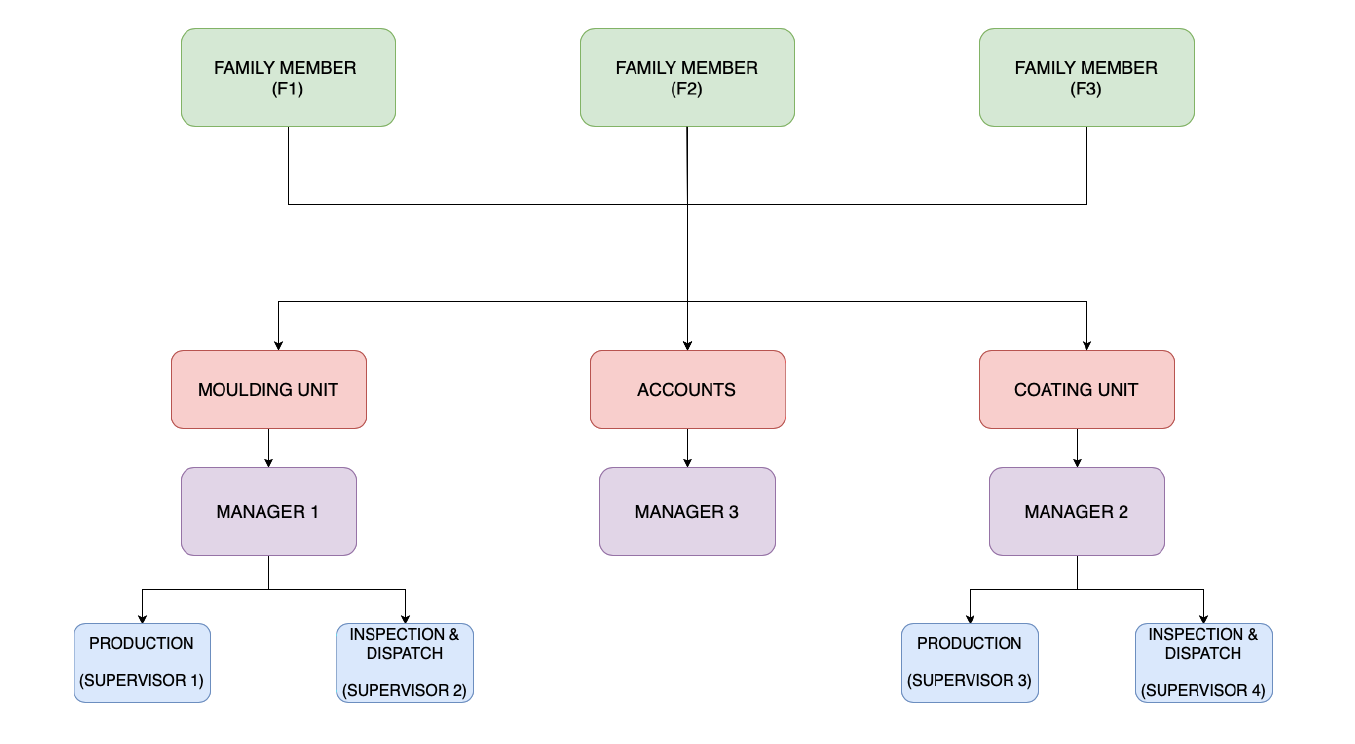 FAMILY MEMBER
(F1)
FAMILY MEMBER
(F2)
FAMILY MEMBER
(F3)
MOULDING UNIT
ACCOUNTS
COATING UNIT
MANAGER 1
MANAGER 3
MANAGER 2
PRODUCTION
(SUPERVISOR 1)
INSPECTION &
DISPATCH
(SUPERVISOR 2)
PRODUCTION
(SUPERVISOR 3)
INSPECTION &
DISPATCH
(SUPERVISOR 4)